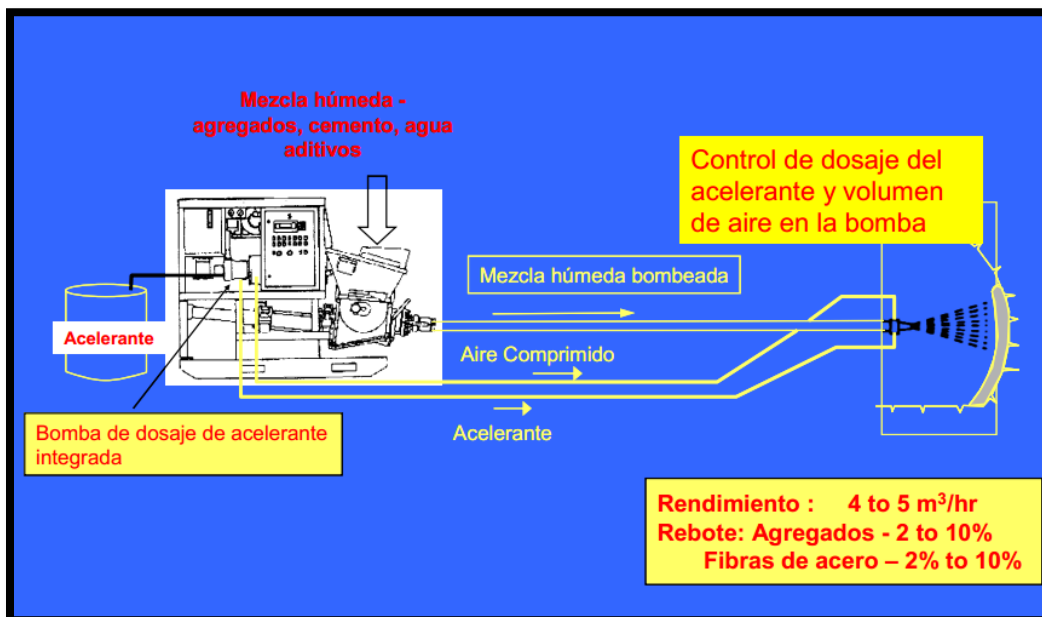 Mezcla húmeda -
agregados, cemento, agua
aditivos
Control de dosaje del
acelerante y volumen
de aire en la bomba
Mezcla húmeda bombeada
Acelerante
Aire Comprimido
Acelerante
Bomba de dosaje de acelerante
integrada
Rendimiento : 4 to 5 m³/hr
Rebote: Agregados - 2 to 10%
Fibras de acero – 2% to 10%